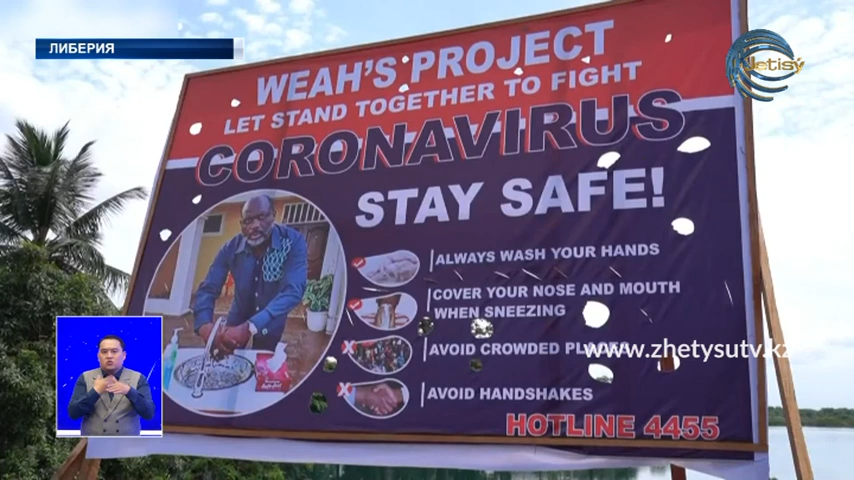 ЛИБЕРИЯ
Jetisý
WEAH'S PROJECT
LET STAND TOGETHER TO FIGHT
CORONAVIRUS
STAY SAFE!
ALWAYS WASH YOUR HANDS
COVER YOUR NOSE AND MOUTH
WHEN SNEEZING
AVOID CROWDED PLACES
www.zhetysutv.kz
AVOID HANDSHAKES
HOTLINE 4455